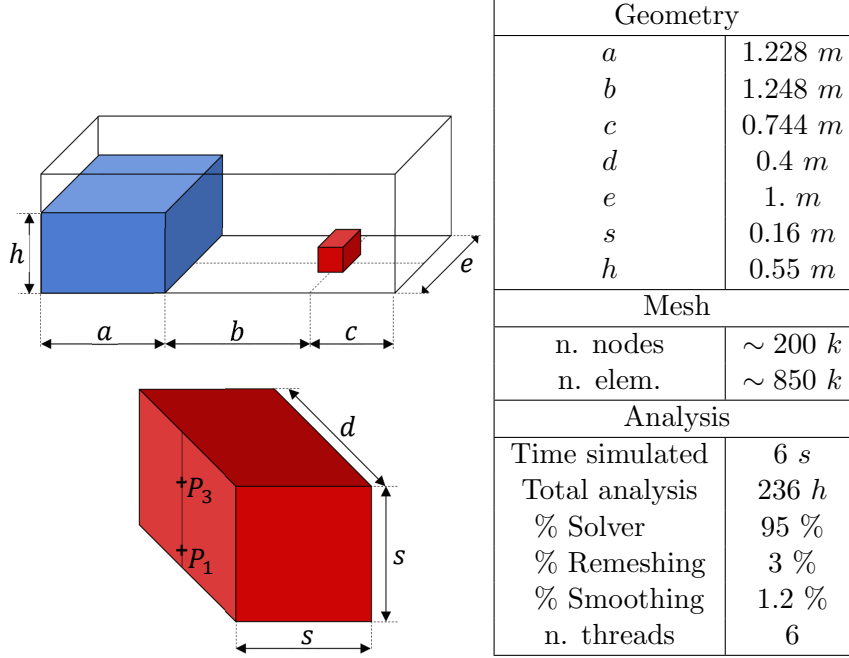 h
e
a
b
c
d
P3
P1
s
s
Geometry
a 1.228 m
b 1.248 m
c 0.744 m
d 0.4 m
e 1. m
s 0.16 m
h 0.55 m
Mesh
n. nodes ∼ 200 k
n. elem. ∼ 850 k
Analysis
Time simulated 6 s
Total analysis 236 h
% Solver 95 %
% Remeshing 3 %
% Smoothing 1.2 %
n. threads 6